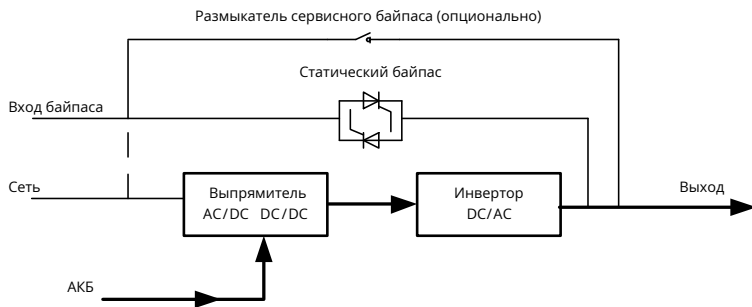 Размыкатель сервисного байпаса (опционально)
Статический байпас
Вход байпаса
Сеть
Выпрямитель
AC/DC DC/DC
Инвертор
DC/AC
Выход
АКБ